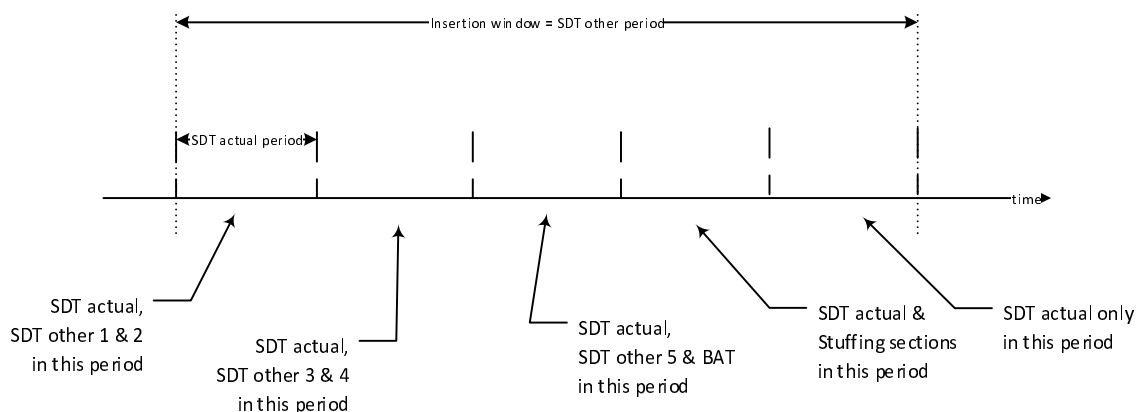 Insertion window = SDT other period
SDT actual period
time
SDT actual,
SDT other 1 & 2
in this period
SDT actual,
SDT other 3 & 4
in this period
SDT actual,
SDT other 5 & BAT
in this period
SDT actual &
Stuffing sections
in this period
SDT actual only
in this period